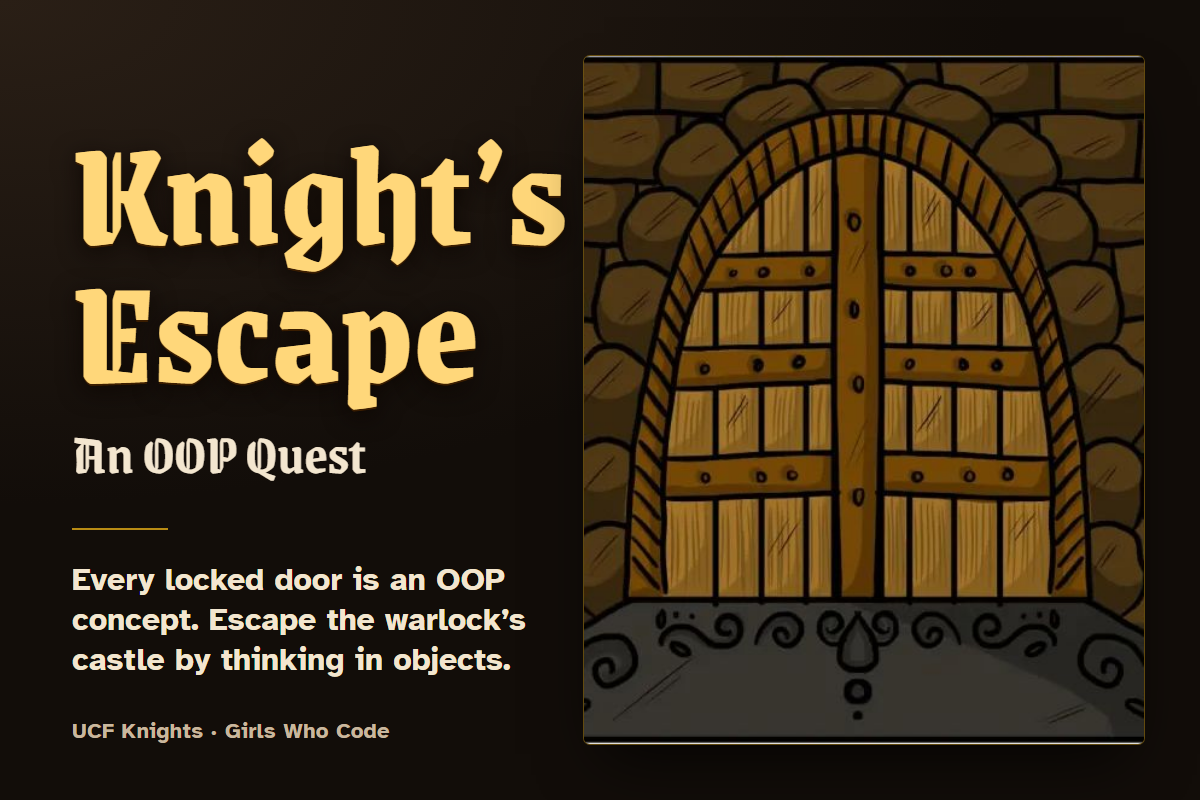 Knight’s
Escape
An OOP Quest
Every locked door is an OOP
concept. Escape the warlock’s
castle by thinking in objects.
UCF Knights · Girls Who Code